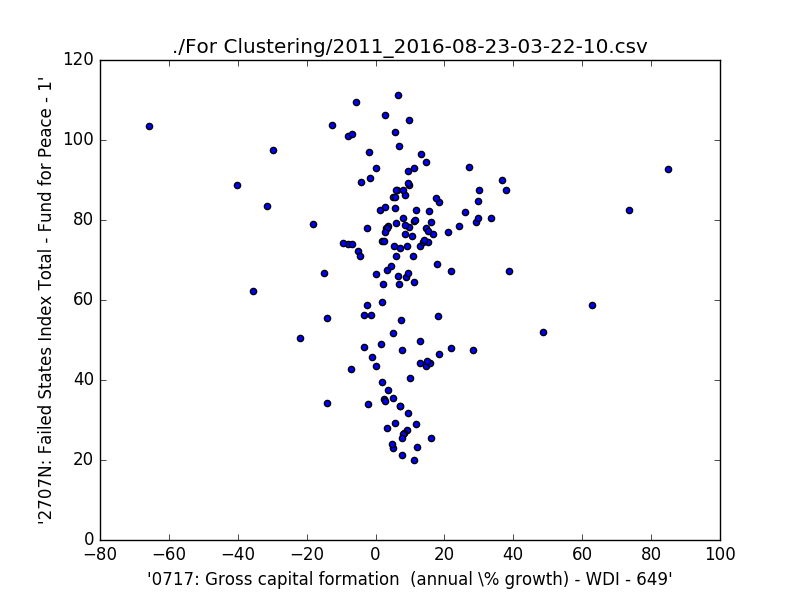 ./For Clustering/2011_2016-08-23-03-22-10.csv
120
100
80
60
40
20
0
'2707N: Failed States Index Total - Fund for Peace - 1'
−80 −60 −40 −20 0 20 40 60 80 100
'0717: Gross capital formation  (annual \% growth) - WDI - 649'